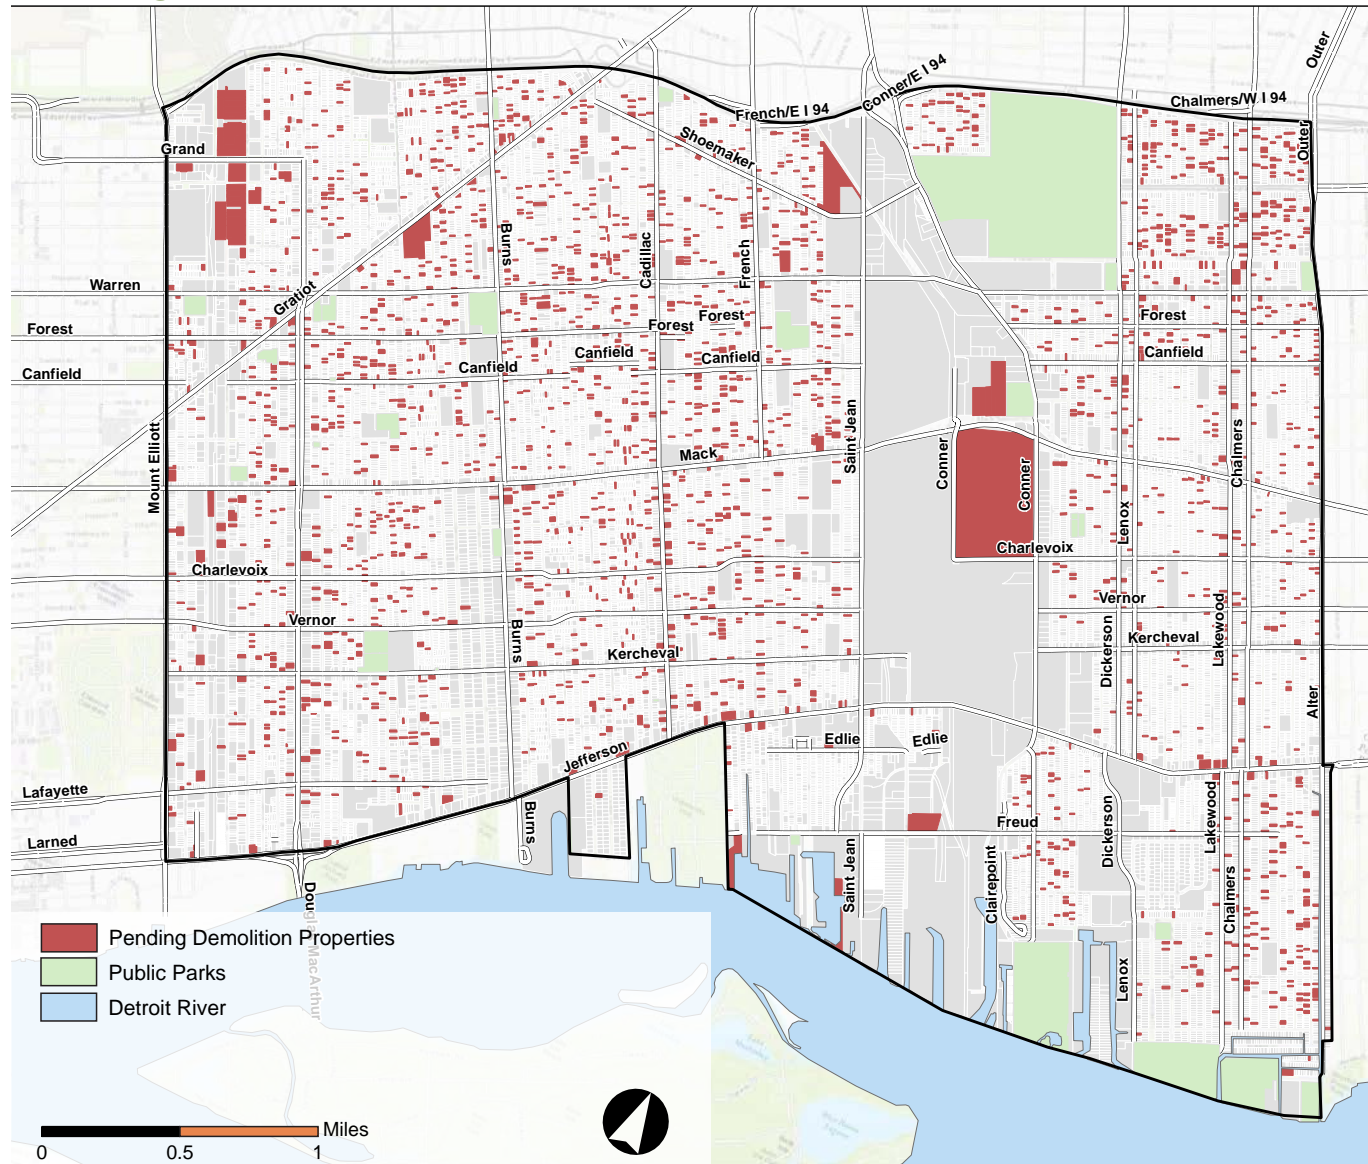 Outer
Conner/E I 94
Chalmers/W I 94
French/E I 94
Shoemaker
Grand
Outer
Burns
Cadillac
French
Warren
Gratiot
Forest
Forest
Forest
Forest
Canfield
Canfield
Canfield
Canfield
Canfield
Mount Elliott
Saint Jean
Chalmers
Mack
Conner
Conner
Lenox
Charlevoix
Charlevoix
Vernor
Vernor
Burns
Kercheval
Kercheval
Dickerson
Lakewood
Alter
Jefferson
Edlie
Edlie
Lafayette
Larned
Burns
Freud
Dickerson
Lakewood
Saint Jean
Clairepoint
Chalmers
Lenox
Douglas MacArthur
Pending Demolition Properties
Public Parks
Detroit River
Miles
0 0.5 1